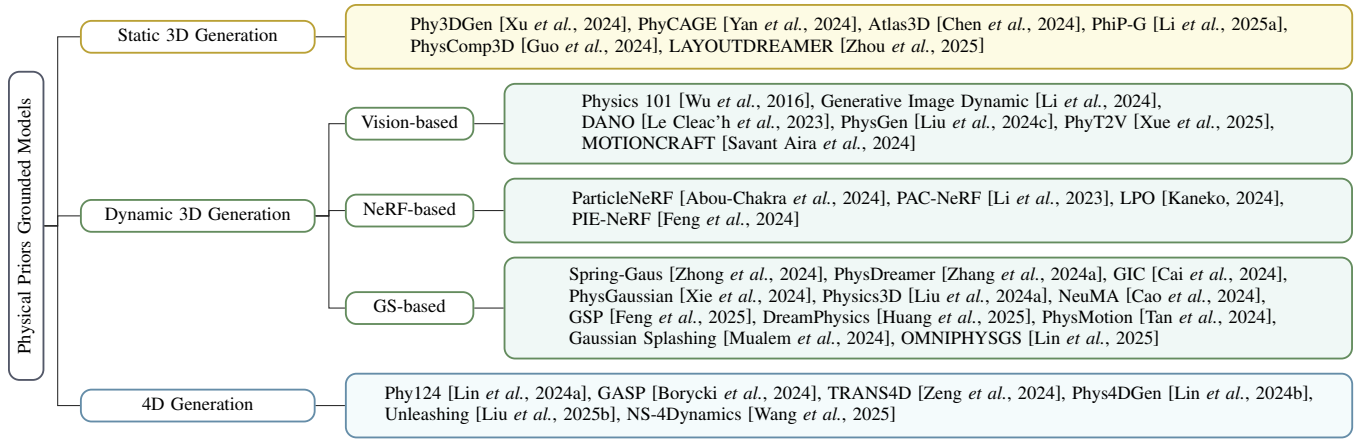 Physical Priors Grounded Models
Static 3D Generation
Phy3DGen [Xu et al., 2024], PhyCAGE [Yan et al., 2024], Atlas3D [Chen et al., 2024], PhiP-G [Li et al., 2025a],
PhysComp3D [Guo et al., 2024], LAYOUTDREAMER [Zhou et al., 2025]
Dynamic 3D Generation
Vision-based
Physics 101 [Wu et al., 2016], Generative Image Dynamic [Li et al., 2024],
DANO [Le Cleac'h et al., 2023], PhysGen [Liu et al., 2024c], PhyT2V [Xue et al., 2025],
MOTIONCRAFT [Savant Aira et al., 2024]
NeRF-based
ParticleNeRF [Abou-Chakra et al., 2024], PAC-NeRF [Li et al., 2023], LPO [Kaneko, 2024],
PIE-NeRF [Feng et al., 2024]
GS-based
Spring-Gaus [Zhong et al., 2024], PhysDreamer [Zhang et al., 2024a], GIC [Cai et al., 2024],
PhysGaussian [Xie et al., 2024], Physics3D [Liu et al., 2024a], NeuMA [Cao et al., 2024],
GSP [Feng et al., 2025], DreamPhysics [Huang et al., 2025], PhysMotion [Tan et al., 2024],
Gaussian Splashing [Mualem et al., 2024], OMNIPHYSGS [Lin et al., 2025]
4D Generation
Phy124 [Lin et al., 2024a], GASP [Borycki et al., 2024], TRANS4D [Zeng et al., 2024], Phys4DGen [Lin et al., 2024b],
Unleashing [Liu et al., 2025b], NS-4Dynamics [Wang et al., 2025]